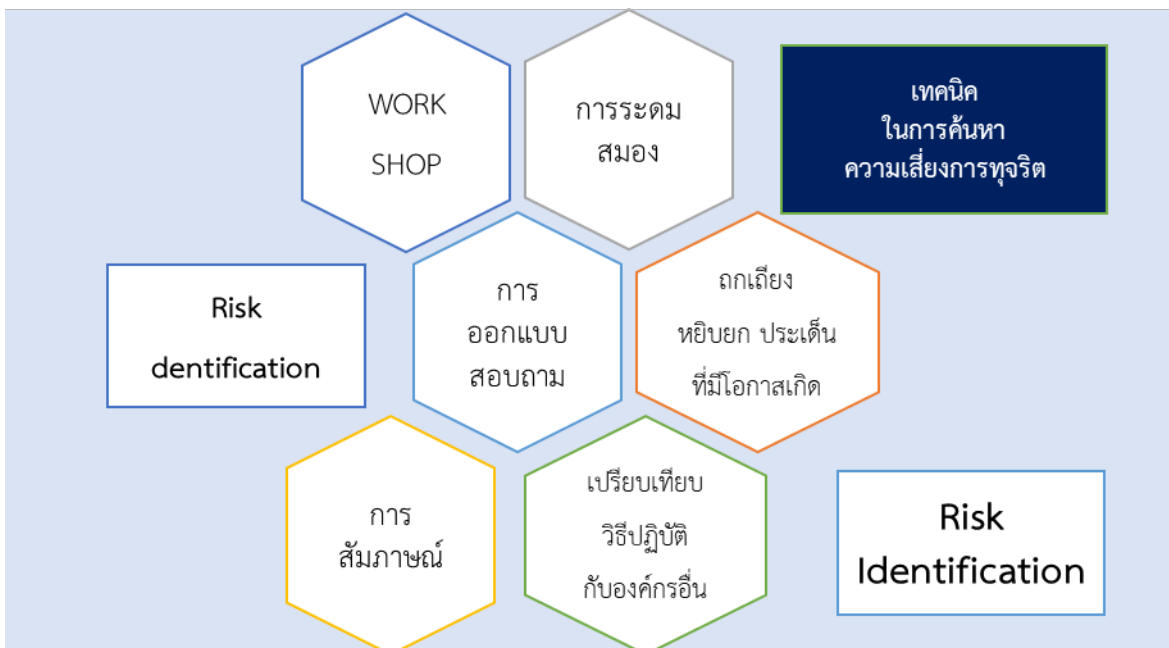 WORK
SHOP
การระดม
สมอง
เทคนิค
ในการค้นหา
ความเสี่ยงการทุจริต
Risk
dentification
การ
ออกแบบ
สอบถาม
ถกเถียง
หยิบยก ประเด็น
ที่มีโอกาสเกิด
การ
สัมภาษณ์
เปรียบเทียบ
วิธีปฏิบัติ
กับองค์กรอื่น
Risk
Identification